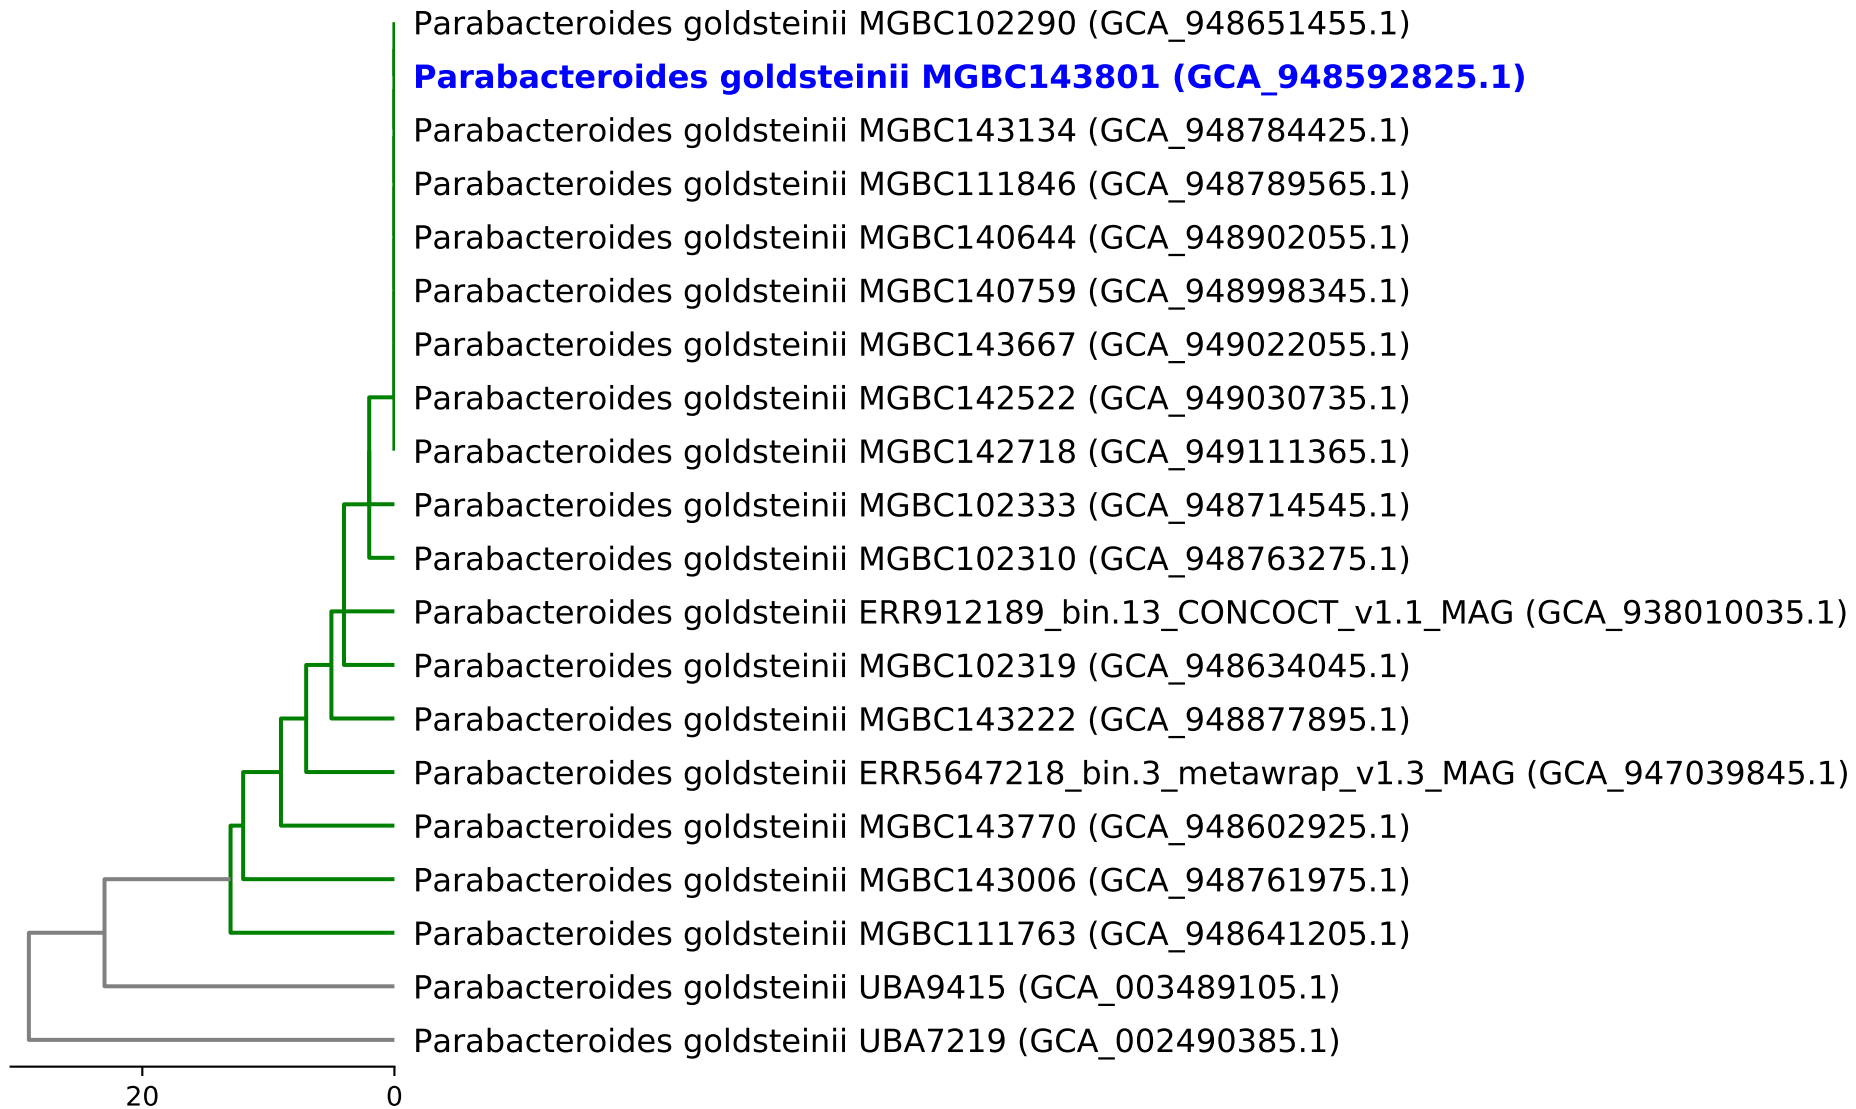 Parabacteroides goldsteinii MGBC102290 (GCA_948651455.1)
Parabacteroides goldsteinii MGBC143801 (GCA_948592825.1)
Parabacteroides goldsteinii MGBC143134 (GCA_948784425.1)
Parabacteroides goldsteinii MGBC111846 (GCA_948789565.1)
Parabacteroides goldsteinii MGBC140644 (GCA_948902055.1)
Parabacteroides goldsteinii MGBC140759 (GCA_948998345.1)
Parabacteroides goldsteinii MGBC143667 (GCA_949022055.1)
Parabacteroides goldsteinii MGBC142522 (GCA_949030735.1)
Parabacteroides goldsteinii MGBC142718 (GCA_949111365.1)
Parabacteroides goldsteinii MGBC102333 (GCA_948714545.1)
Parabacteroides goldsteinii MGBC102310 (GCA_948763275.1)
Parabacteroides goldsteinii ERR912189_bin.13_CONCOCT_v1.1_MAG (GCA_938010035.1)
Parabacteroides goldsteinii MGBC102319 (GCA_948634045.1)
Parabacteroides goldsteinii MGBC143222 (GCA_948877895.1)
Parabacteroides goldsteinii ERR5647218_bin.3_metawrap_v1.3_MAG (GCA_947039845.1)
Parabacteroides goldsteinii MGBC143770 (GCA_948602925.1)
Parabacteroides goldsteinii MGBC143006 (GCA_948761975.1)
Parabacteroides goldsteinii MGBC111763 (GCA_948641205.1)
Parabacteroides goldsteinii UBA9415 (GCA_003489105.1)
Parabacteroides goldsteinii UBA7219 (GCA_002490385.1)
20 0